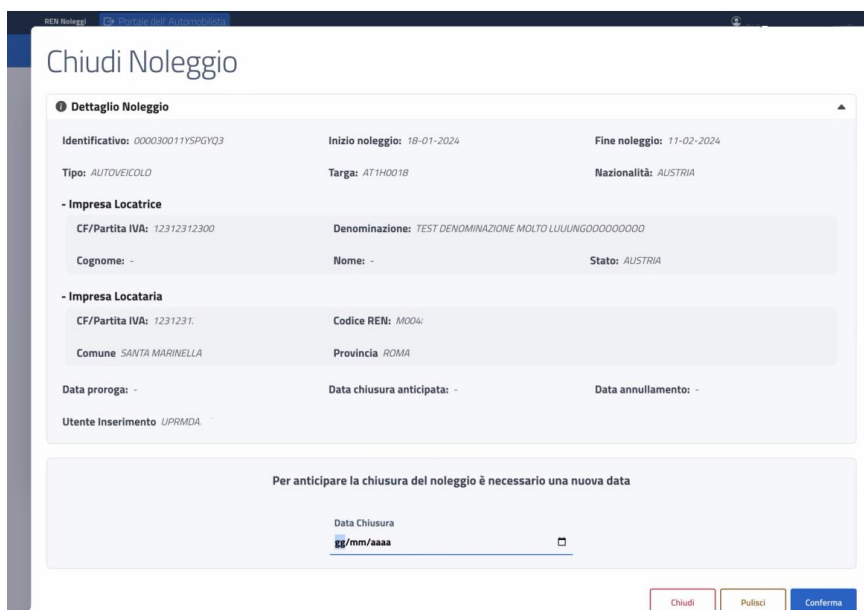 REN Noleggi Portale dell'Automobilista
Chiudi Noleggio
Dettaglio Noleggio
Identificativo: 000030011YSPGYQ3 Inizio noleggio: 18-01-2024 Fine noleggio: 11-02-2024
Tipo: AUTOVEICOLO Targa: AT1H0018 Nazionalità: AUSTRIA
- Impresa Locatrice
CF/Partita IVA: 12312312300 Denominazione: TEST DENOMINAZIONE MOLTO LUUUNGOOOOOOOOO
Cognome: - Nome: - Stato: AUSTRIA
- Impresa Locataria
CF/Partita IVA: 1231231 Codice REN: M004
Comune SANTA MARINELLA Provincia ROMA
Data proroga: - Data chiusura anticipata: - Data annullamento: -
Utente Inserimento UPRMDA
Per anticipare la chiusura del noleggio è necessario una nuova data
Data Chiusura
gg/mm/aaaa
Chiudi Pulisci Conferma